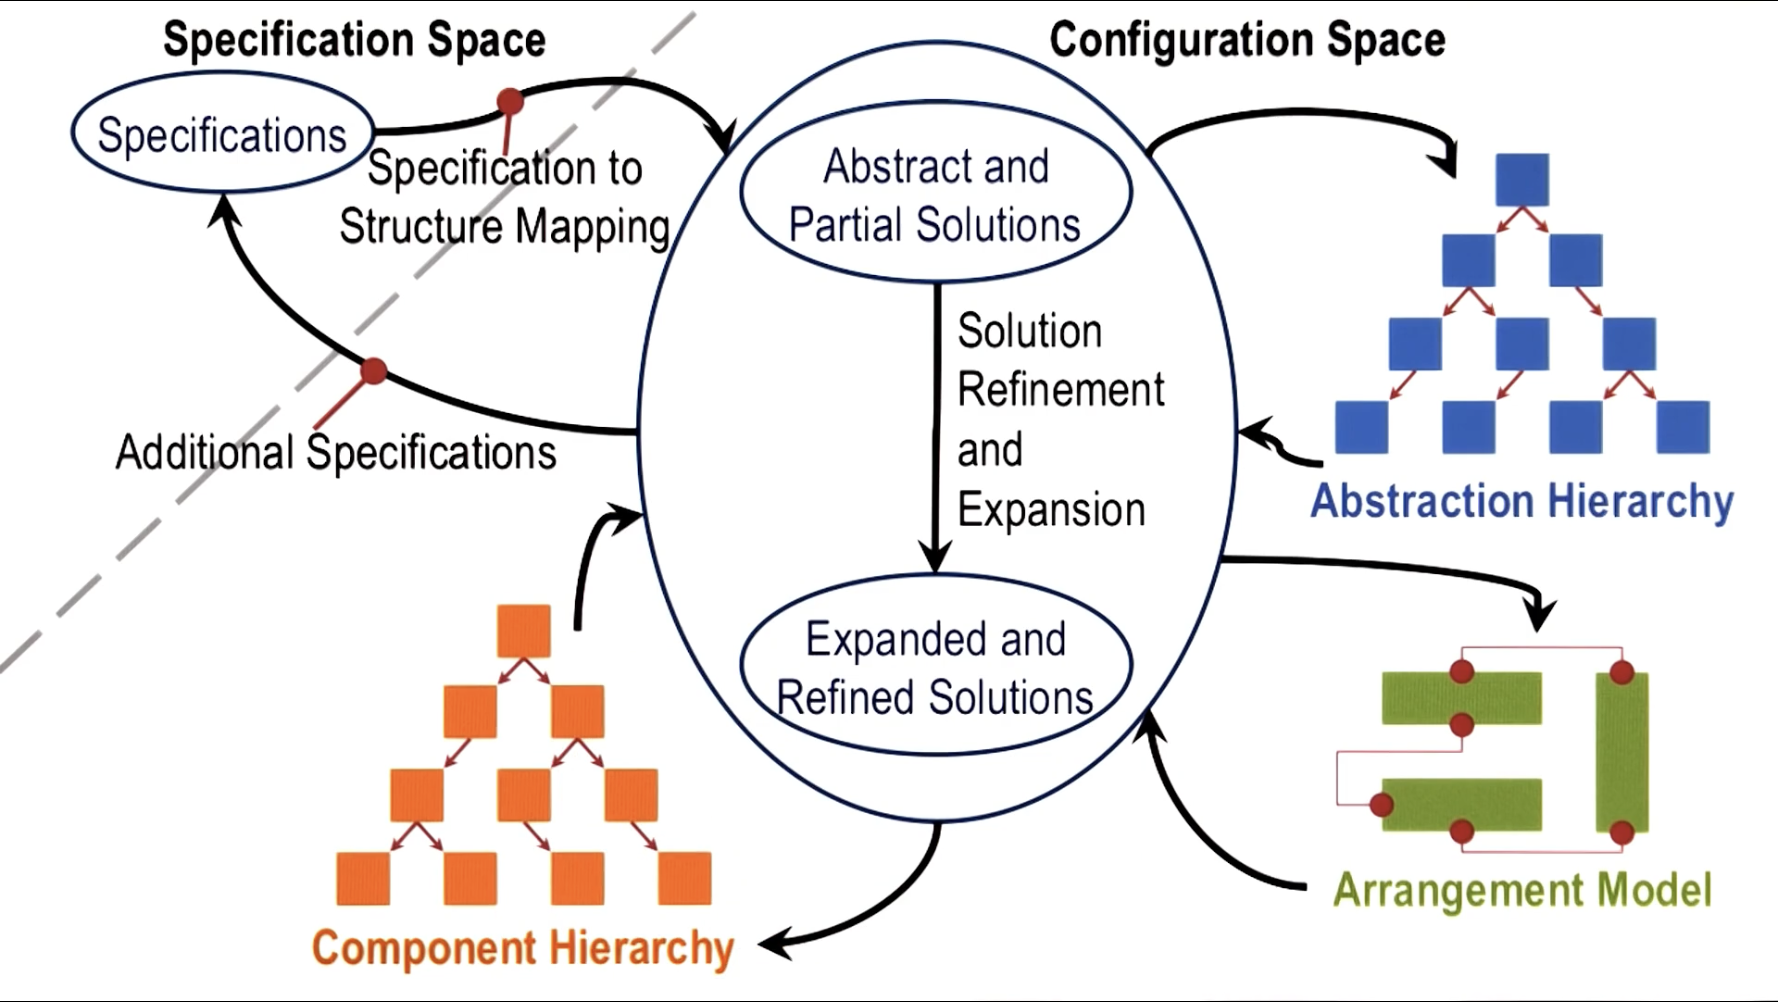 Specification Space
Configuration Space
Specifications
Specification to
Structure Mapping
Abstract and
Partial Solutions
Solution
Refinement
and
Expansion
Additional Specifications
Abstraction Hierarchy
Expanded and
Refined Solutions
Arrangement Model
Component Hierarchy